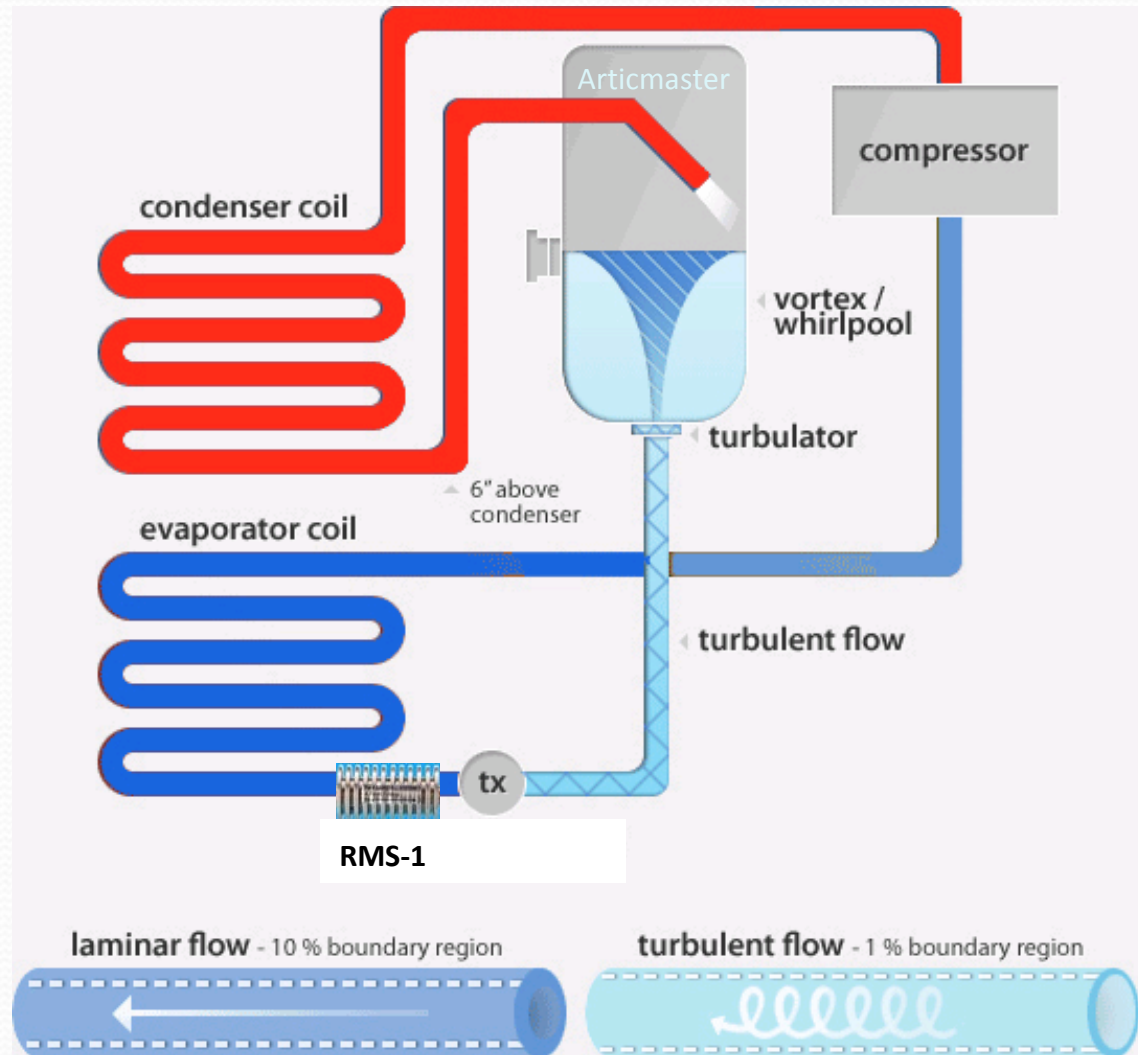 Articmaster
compressor
condenser coil
vortex /
whirlpool
turbulator
6" above
condenser
evaporator coil
turbulent flow
tx
RMS-1
laminar flow - 10 % boundary region
turbulent flow - 1 % boundary region